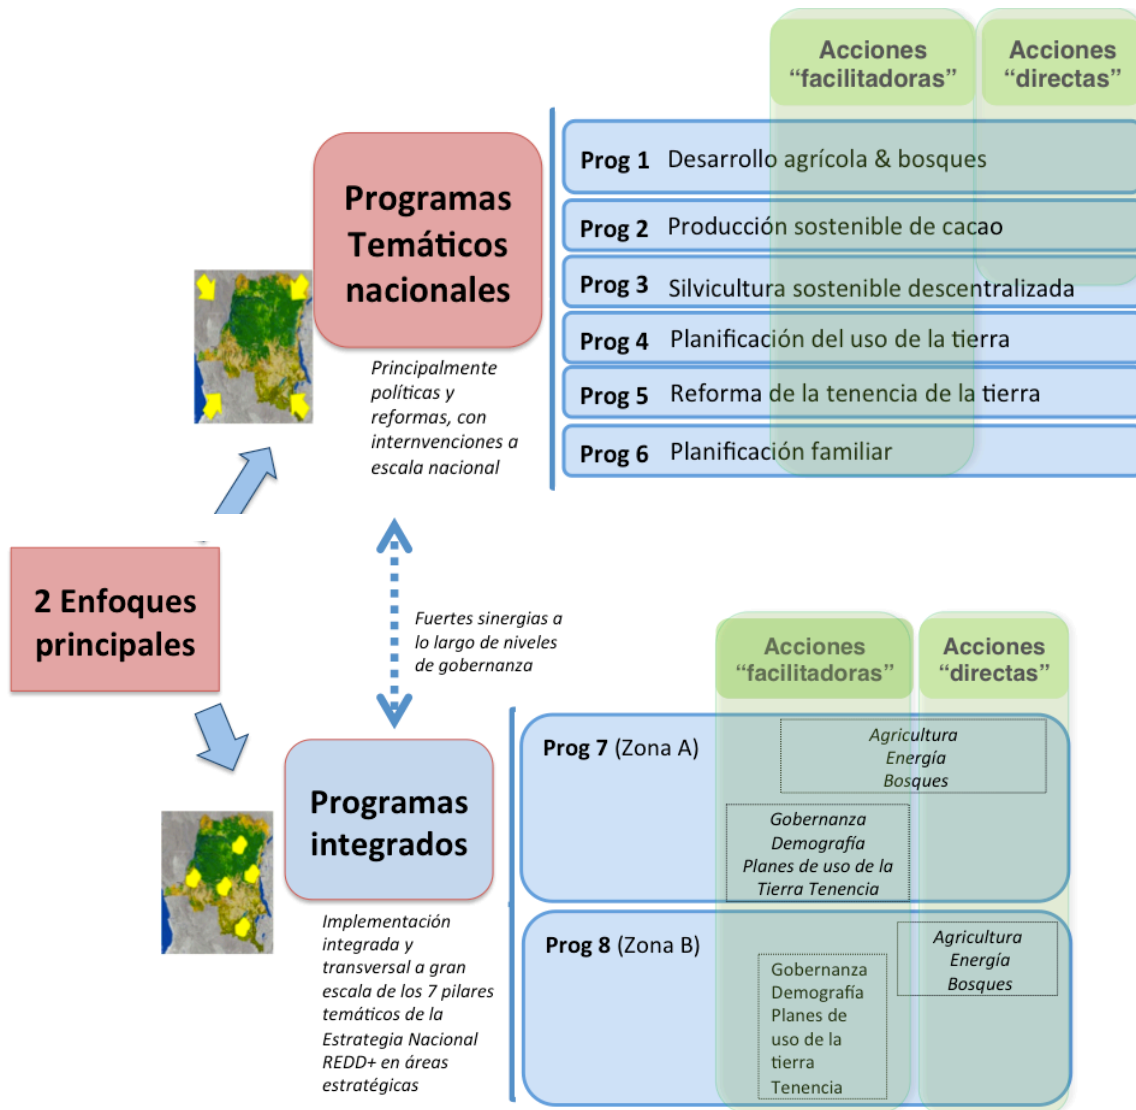 Acciones
“facilitadoras”
Acciones
“directas”
Programas
Temáticos
nacionales
Prog 1 Desarrollo agrícola & bosques
Prog 2 Producción sostenible de cacao
Prog 3 Silvicultura sostenible descentralizada
Prog 4 Planificación del uso de la tierra
Prog 5 Reforma de la tenencia de la tierra
Prog 6 Planificación familiar
Principalmente
políticas y
reformas, con
internvenciones a
escala nacional
2 Enfoques
principales
Fuertes sinergias a
lo largo de niveles
de gobernanza
Acciones
“facilitadoras”
Acciones
“directas”
Programas
integrados
Prog 7 (Zona A)
Agricultura
Energía
Bosques
Gobernanza
Demografía
Planes de uso de la
Tierra Tenencia
Implementación
integrada y
transversal a gran
escala de los 7 pilares
temáticos de la
Estrategia Nacional
REDD+ en áreas
estratégicas
Prog 8 (Zona B)
Agricultura
Energía
Bosques
Gobernanza
Demografía
Planes de
uso de la
tierra
Tenencia